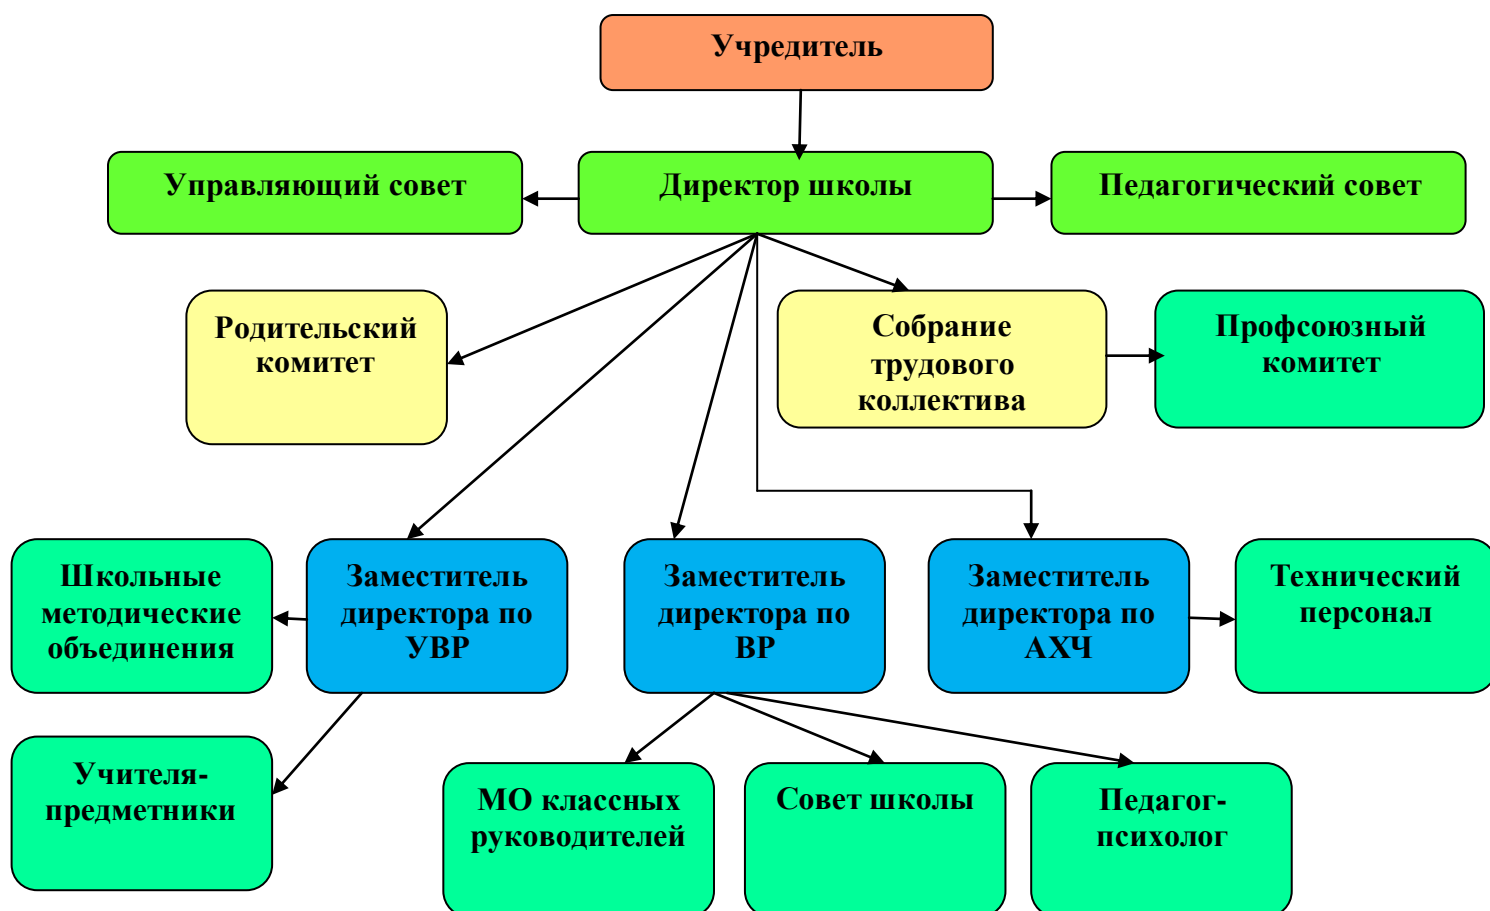 Учредитель
Управляющий совет
Директор школы
Педагогический совет
Родительский
комитет
Собрание
трудового
коллектива
Профсоюзный
комитет
Школьные
методические
объединения
Заместитель
директора по
УВР
Заместитель
директора по
ВР
Заместитель
директора по
АХЧ
Технический
персонал
Учителя-
предметники
МО классных
руководителей
Совет школы
Педагог-
психолог